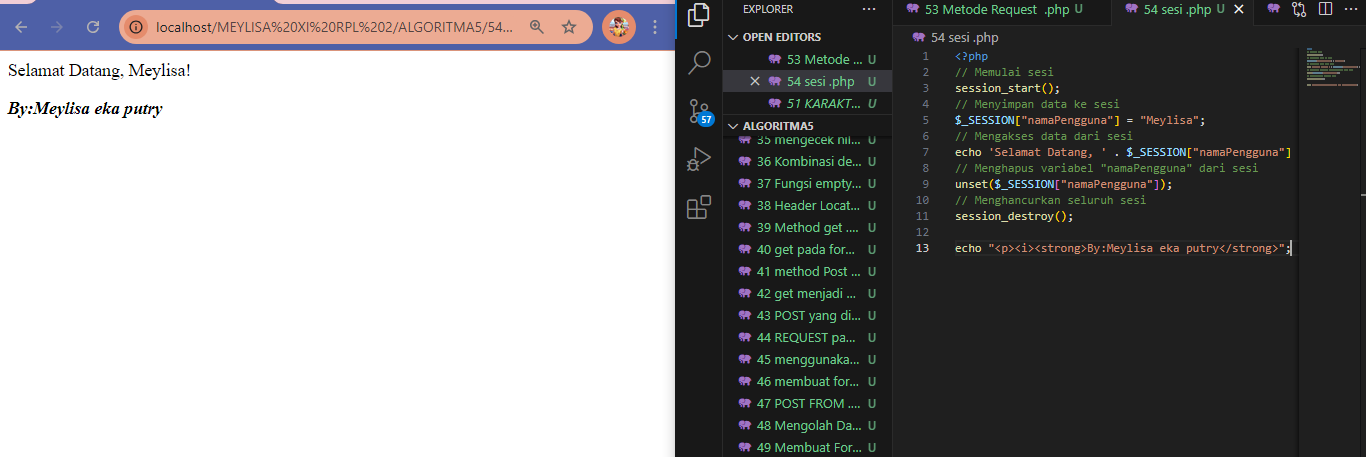 localhost/MEYLISA%20XI%20RPL%202/ALGORITMA5/54...
Selamat Datang, Meylisa!
By:Meylisa eka putry
57
EXPLORER
OPEN EDITORS
53 Metode ... U
54 sesi .php U
51 KARAKT... U
ALGORITMA5
35 mengecek nil... U
36 Kombinasi de... U
37 Fungsi empty... U
38 Header Locat... U
39 Method get .... U
40 get pada for... U
41 method Post ... U
42 get menjadi ... U
43 POST yang di... U
44 REQUEST pa... U
45 menggunaka... U
46 membuat for... U
47 POST FROM .... U
48 Mengolah Da... U
49 Membuat For... U
53 Metode Request .php U
54 sesi .php U
54 sesi .php
1 <?php
2 // Memulai sesi
3 session_start();
4 // Menyimpan data ke sesi
5 $_SESSION["namaPengguna"] = "Meylisa";
6 // Mengakses data dari sesi
7 echo 'Selamat Datang, ' . $_SESSION["namaPengguna"]
8 // Menghapus variabel "namaPengguna" dari sesi
9 unset($_SESSION["namaPengguna"]);
10 // Menghancurkan seluruh sesi
11 session_destroy();
12
13 echo "<p><i><strong>By:Meylisa eka putry</strong>";